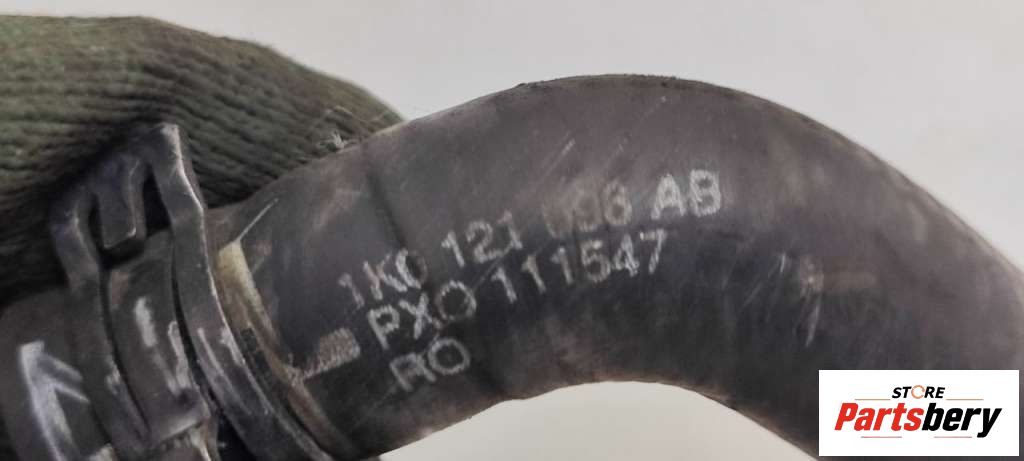 1K0 121 096 AB
PXO 111547
RO
STORE
Partsbery